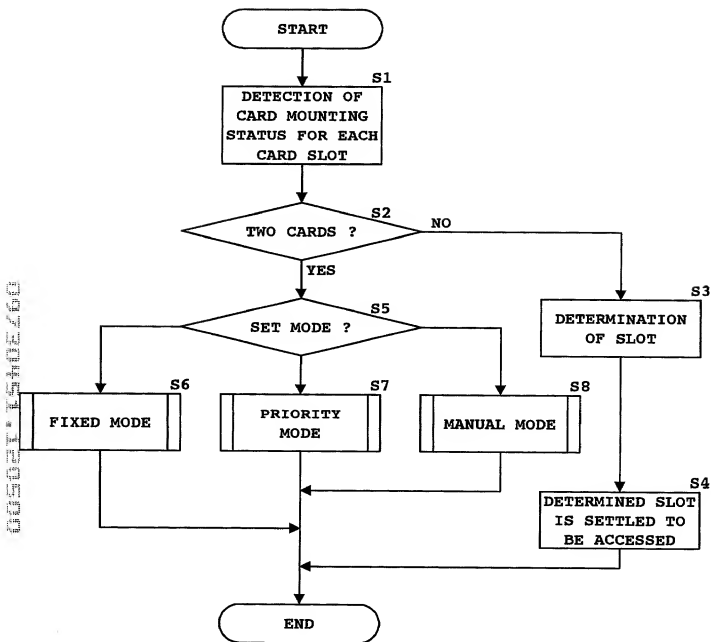 START
S1
DETECTION OF
CARD MOUNTING
STATUS FOR EACH
CARD SLOT
S2
TWO CARDS ?
NO
YES
S3
DETERMINATION
OF SLOT
S5
SET MODE ?
S6
FIXED MODE
S7
PRIORITY
MODE
S8
MANUAL MODE
S4
DETERMINED SLOT
IS SETTLED TO
BE ACCESSED
END